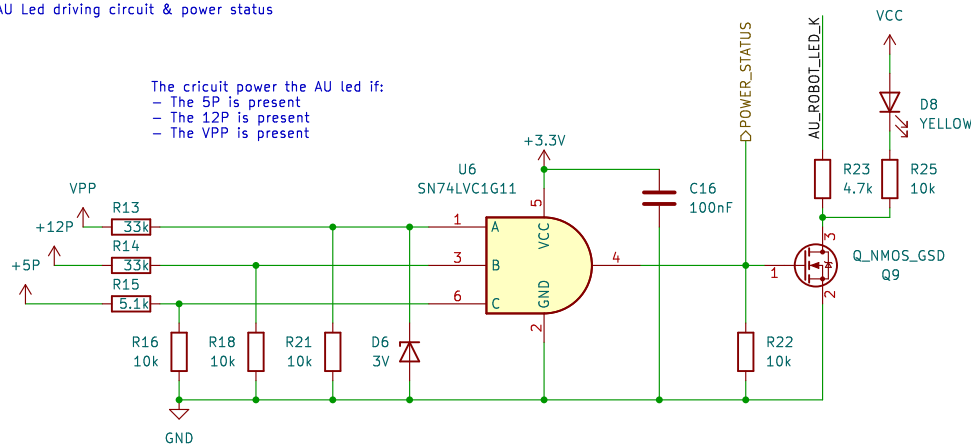 AU Led driving circuit & power status
The cricuit power the AU led if:
- The 5P is present
- The 12P is present
- The VPP is present
POWER_STATUS
AU_ROBOT_LED_K
VCC
D8
YELLOW
+3.3V
U6
SN74LVC1G11
R23
4.7k
R25
10k
C16
100nF
VPP
R13
33k
+12P
R14
33k
+5P
R15
5.1k
1
A
3
B
6
C
5
VCC
GND
2
4
1
3
2
Q_NMOS_GSD
Q9
R16
10k
R18
10k
R21
10k
D6
3V
R22
10k
GND